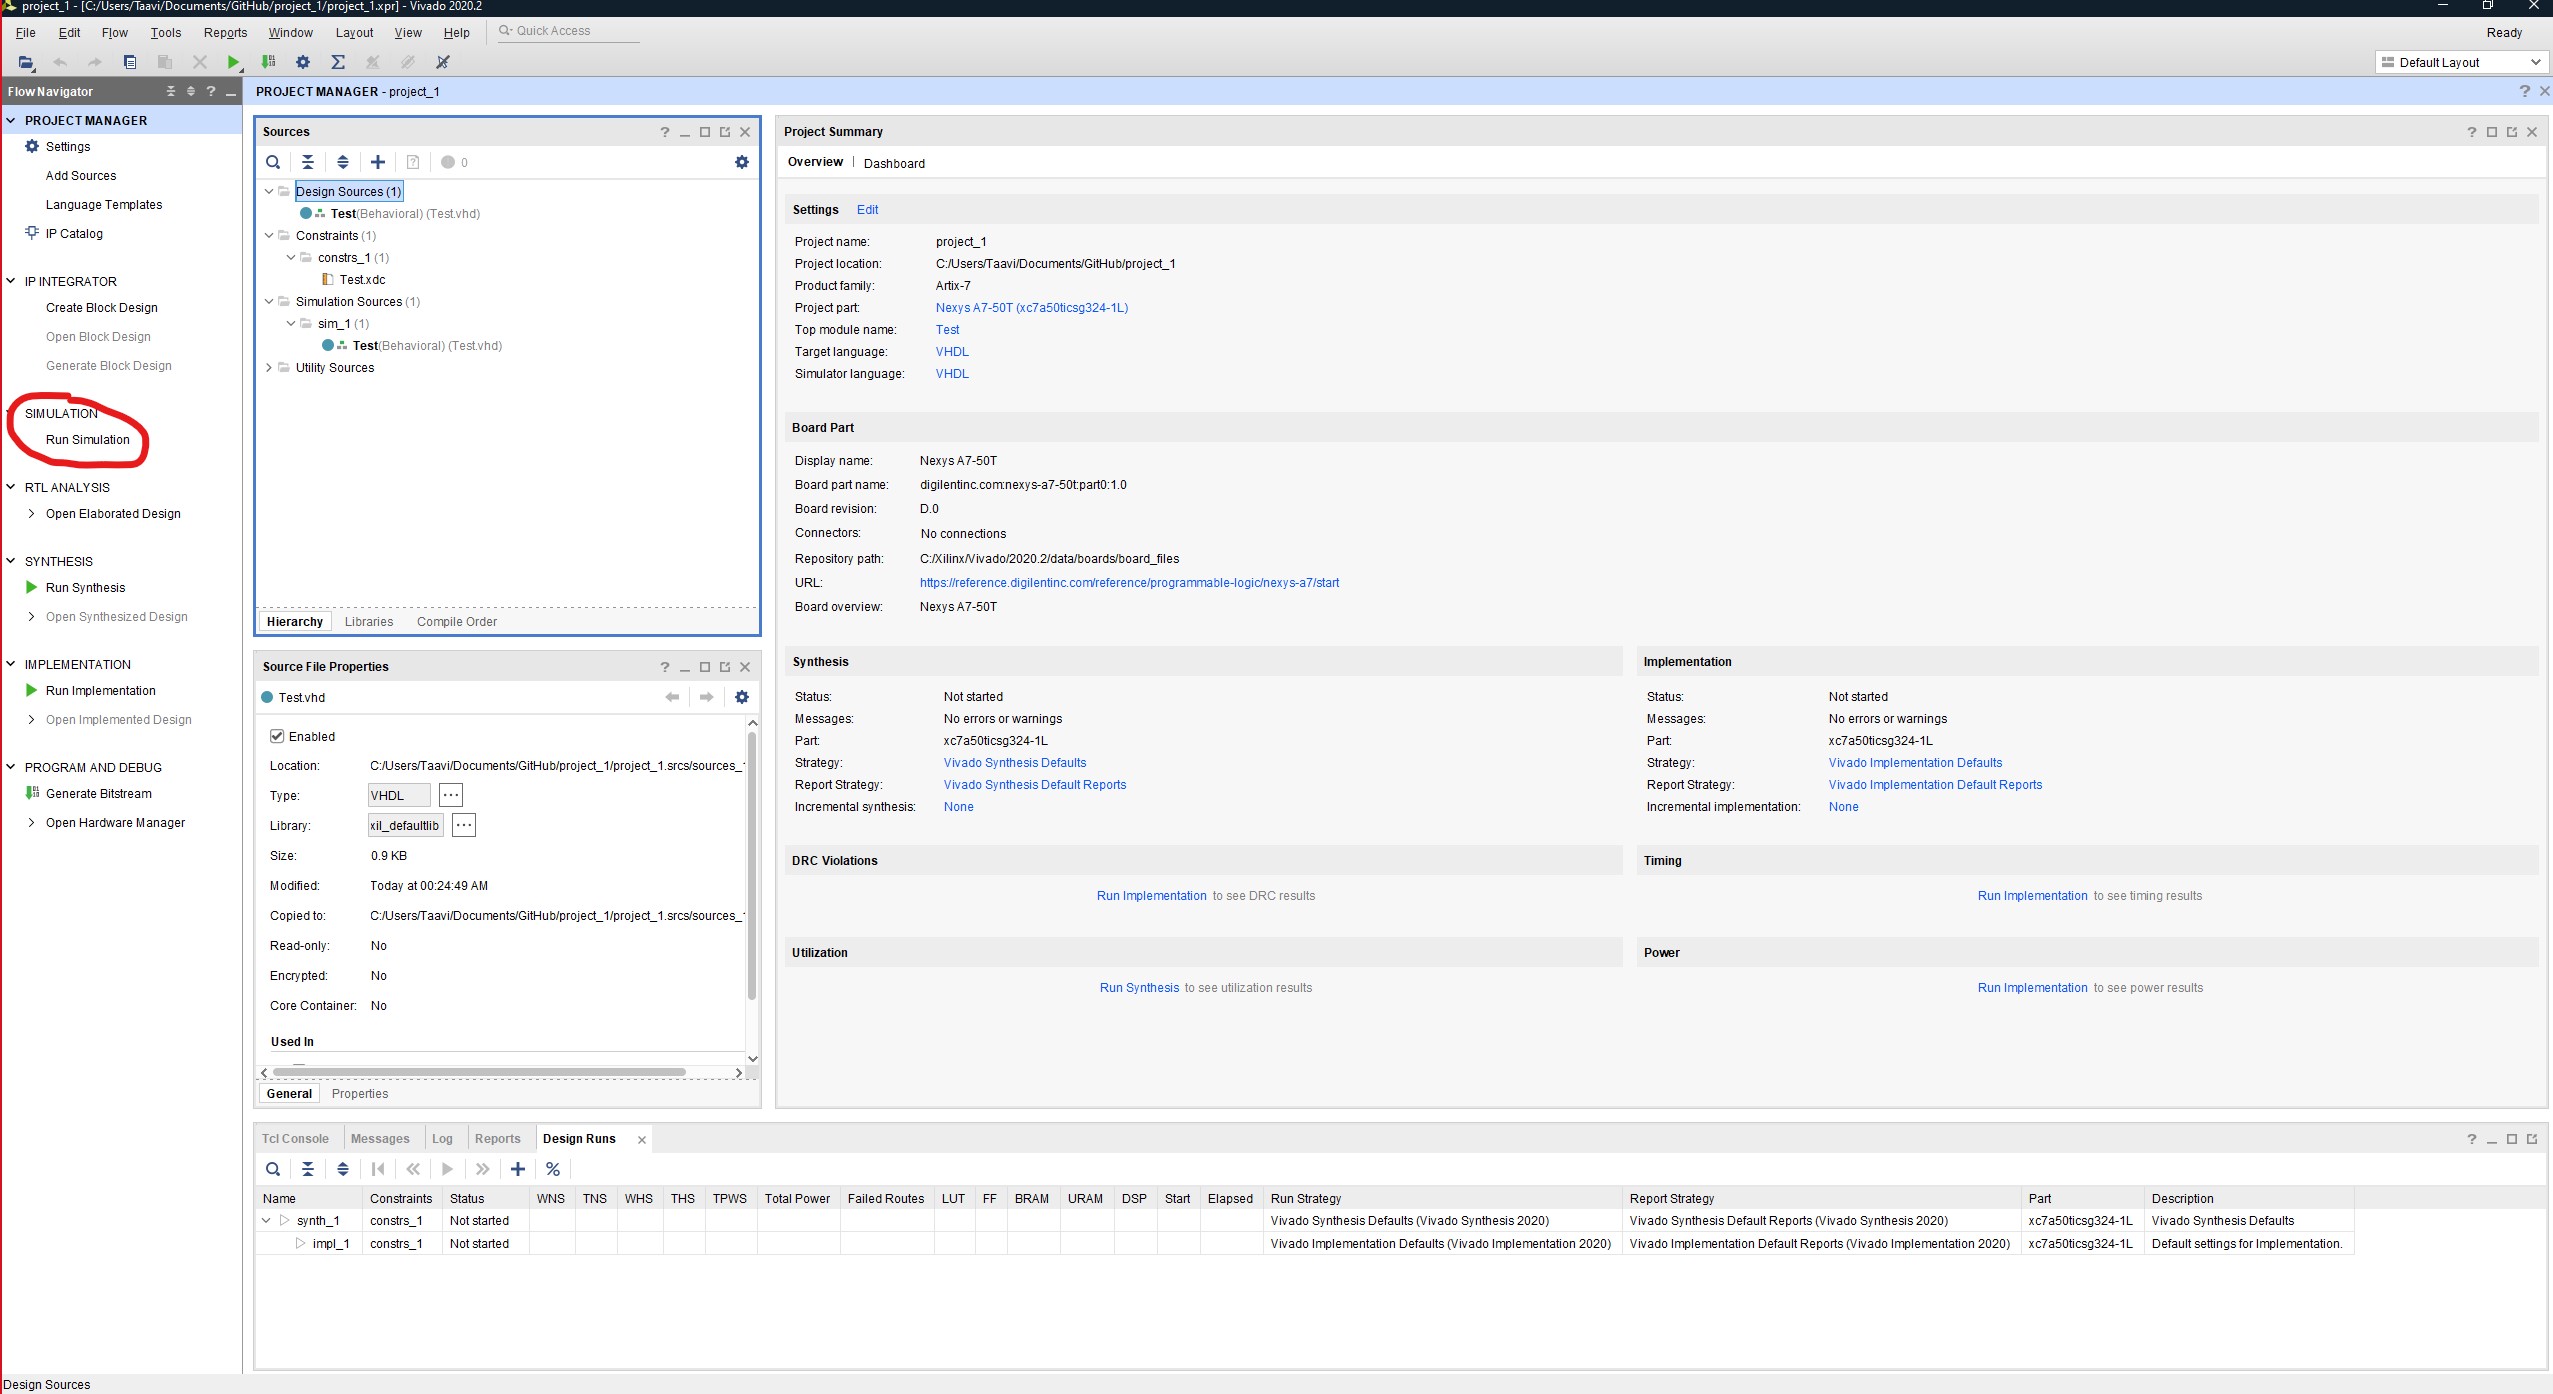 project_1 - [C:/Users/Taavi/Documents/GitHub/project_1/project_1.xpr] - Vivado 2020.2
File Edit Flow Tools Reports Window Layout View Help Quick Access Ready
Default Layout
Flow Navigator
PROJECT MANAGER
Settings
Add Sources
Language Templates
IP Catalog
IP INTEGRATOR
Create Block Design
Open Block Design
Generate Block Design
SIMULATION
Run Simulation
RTL ANALYSIS
Open Elaborated Design
SYNTHESIS
Run Synthesis
Open Synthesized Design
IMPLEMENTATION
Run Implementation
Open Implemented Design
PROGRAM AND DEBUG
Generate Bitstream
Open Hardware Manager
PROJECT MANAGER - project_1
Sources
0
Design Sources (1)
Test(Behavioral) (Test.vhd)
Constraints (1)
constrs_1 (1)
Test.xdc
Simulation Sources (1)
sim_1 (1)
Test(Behavioral) (Test.vhd)
Utility Sources
Hierarchy Libraries Compile Order
Source File Properties
Test.vhd
Enabled
Location: C:/Users/Taavi/Documents/GitHub/project_1/project_1.srcs/sources_
Type: VHDL ...
Library: xil_defaultlib ...
Size: 0.9 KB
Modified: Today at 00:24:49 AM
Copied to: C:/Users/Taavi/Documents/GitHub/project_1/project_1.srcs/sources_
Read-only: No
Encrypted: No
Core Container: No
Used In
General Properties
Project Summary
Overview | Dashboard
Settings Edit
Project name: project_1
Project location: C:/Users/Taavi/Documents/GitHub/project_1
Product family: Artix-7
Project part: Nexys A7-50T (xc7a50ticsg324-1L)
Top module name: Test
Target language: VHDL
Simulator language: VHDL
Board Part
Display name: Nexys A7-50T
Board part name: digilentinc.com:nexys-a7-50t:part0:1.0
Board revision: D.0
Connectors: No connections
Repository path: C:/Xilinx/Vivado/2020.2/data/boards/board_files
URL: https://reference.digilentinc.com/reference/programmable-logic/nexys-a7/start
Board overview: Nexys A7-50T
Synthesis
Status: Not started
Messages: No errors or warnings
Part: xc7a50ticsg324-1L
Strategy: Vivado Synthesis Defaults
Report Strategy: Vivado Synthesis Default Reports
Incremental synthesis: None
Implementation
Status: Not started
Messages: No errors or warnings
Part: xc7a50ticsg324-1L
Strategy: Vivado Implementation Defaults
Report Strategy: Vivado Implementation Default Reports
Incremental implementation: None
DRC Violations
Run Implementation to see DRC results
Timing
Run Implementation to see timing results
Utilization
Run Synthesis to see utilization results
Power
Run Implementation to see power results
Tcl Console Messages Log Reports Design Runs
Name Constraints Status WNS TNS WHS THS TPWS Total Power Failed Routes LUT FF BRAM URAM DSP Start Elapsed Run Strategy Report Strategy Part Description
synth_1 constrs_1 Not started Vivado Synthesis Defaults (Vivado Synthesis 2020) Vivado Synthesis Default Reports (Vivado Synthesis 2020) xc7a50ticsg324-1L Vivado Synthesis Defaults
impl_1 constrs_1 Not started Vivado Implementation Defaults (Vivado Implementation 2020) Vivado Implementation Default Reports (Vivado Implementation 2020) xc7a50ticsg324-1L Default settings for Implementation.
Design Sources